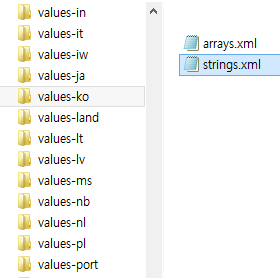 values-in
values-it
values-iw
values-ja
values-ko
values-land
values-lt
values-lv
values-ms
values-nb
values-nl
values-pl
values-port
arrays.xml
strings.xml